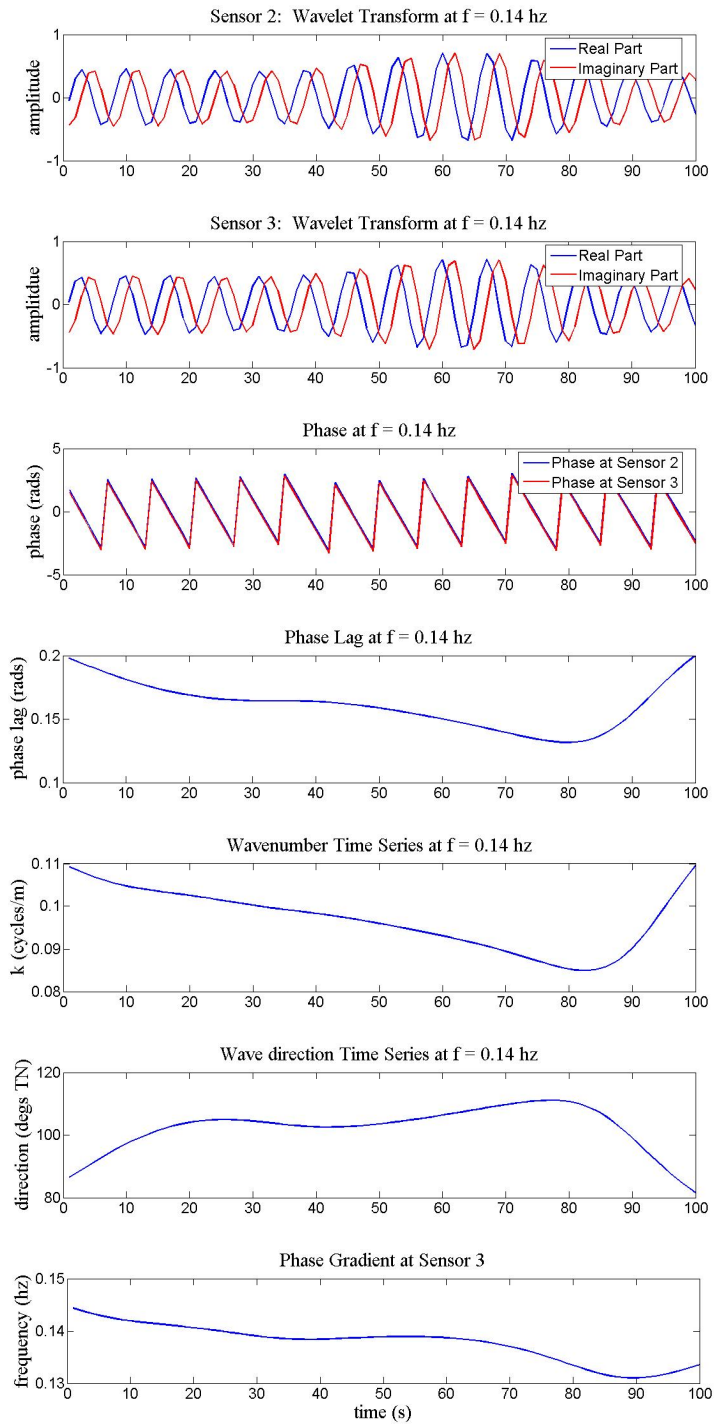 Sensor 2:  Wavelet Transform at f = 0.14 hz
amplitude
1
0
-1
Real Part
Imaginary Part
0 10 20 30 40 50 60 70 80 90 100
Sensor 3:  Wavelet Transform at f = 0.14 hz
amplitdue
1
0
-1
Real Part
Imaginary Part
0 10 20 30 40 50 60 70 80 90 100
Phase at f = 0.14 hz
phase (rads)
5
0
-5
Phase at Sensor 2
Phase at Sensor 3
0 10 20 30 40 50 60 70 80 90 100
Phase Lag at f = 0.14 hz
phase lag (rads)
0.2
0.15
0.1
0 10 20 30 40 50 60 70 80 90 100
Wavenumber Time Series at f = 0.14 hz
k (cycles/m)
0.11
0.1
0.09
0.08
0 10 20 30 40 50 60 70 80 90 100
Wave direction Time Series at f = 0.14 hz
direction (degs TN)
120
100
80
0 10 20 30 40 50 60 70 80 90 100
Phase Gradient at Sensor 3
frequency (hz)
0.15
0.14
0.13
0 10 20 30 40 50 60 70 80 90 100
time (s)